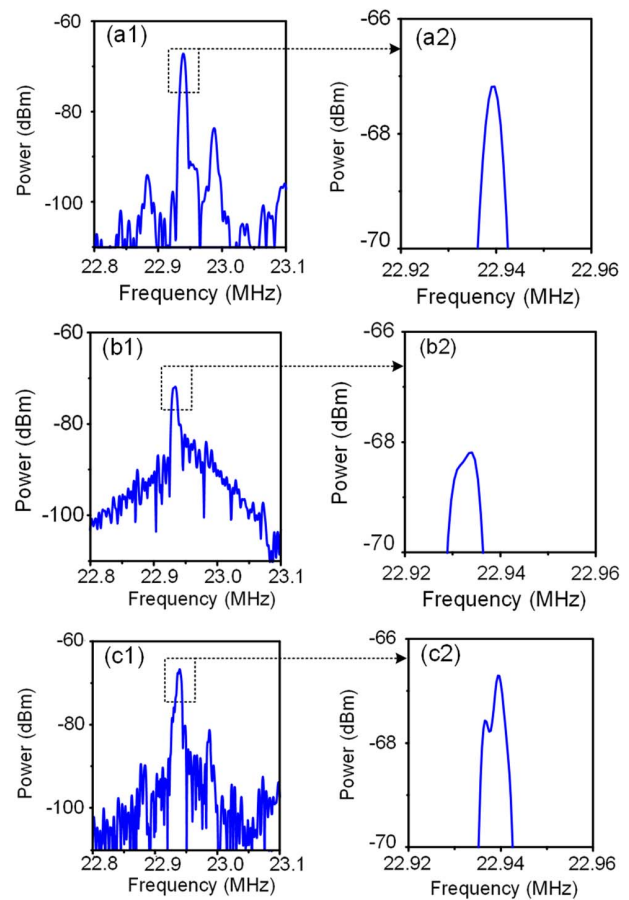 (a1)
-60
-80
-100
Power (dBm)
22.8 22.9 23.0 23.1
Frequency (MHz)
(a2)
-66
-68
-70
Power (dBm)
22.92 22.94 22.96
Frequency (MHz)
(b1)
-60
-80
-100
Power (dBm)
22.8 22.9 23.0 23.1
Frequency (MHz)
(b2)
-66
-68
-70
Power (dBm)
22.92 22.94 22.96
Frequency (MHz)
(c1)
-60
-80
-100
Power (dBm)
22.8 22.9 23.0 23.1
Frequency (MHz)
(c2)
-66
-68
-70
Power (dBm)
22.92 22.94 22.96
Frequency (MHz)